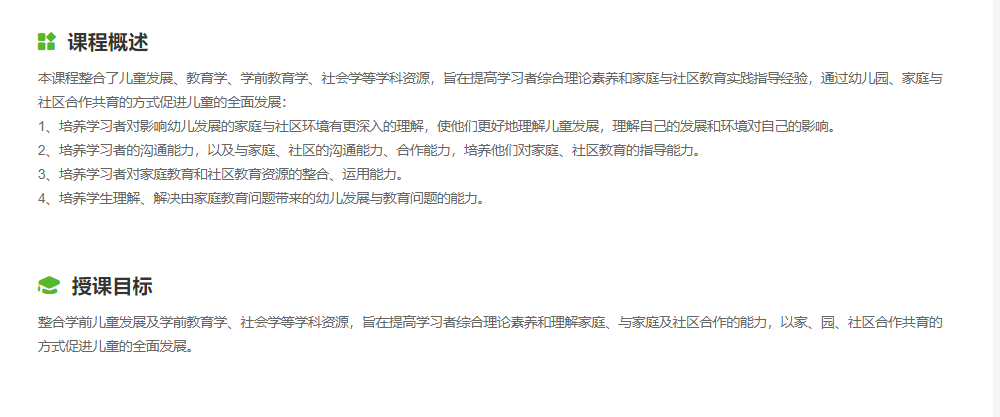 课程概述
本课程整合了儿童发展、教育学、学前教育学、社会学等学科资源，旨在提高学习者综合理论素养和家庭与社区教育实践指导经验，通过幼儿园、家庭与
社区合作共育的方式促进儿童的全面发展：
1、培养学习者对影响幼儿发展的家庭与社区环境有更深入的理解，使他们更好地理解儿童发展，理解自己的发展和环境对自己的影响。
2、培养学习者的沟通能力，以及与家庭、社区的沟通能力、合作能力，培养他们对家庭、社区教育的指导能力。
3、培养学习者对家庭教育和社区教育资源的整合、运用能力。
4、培养学生理解、解决由家庭教育问题带来的幼儿发展与教育问题的能力。
授课目标
整合学前儿童发展及学前教育学、社会学等学科资源，旨在提高学习者综合理论素养和理解家庭、与家庭及社区合作的能力，以家、园、社区合作共育的
方式促进儿童的全面发展。